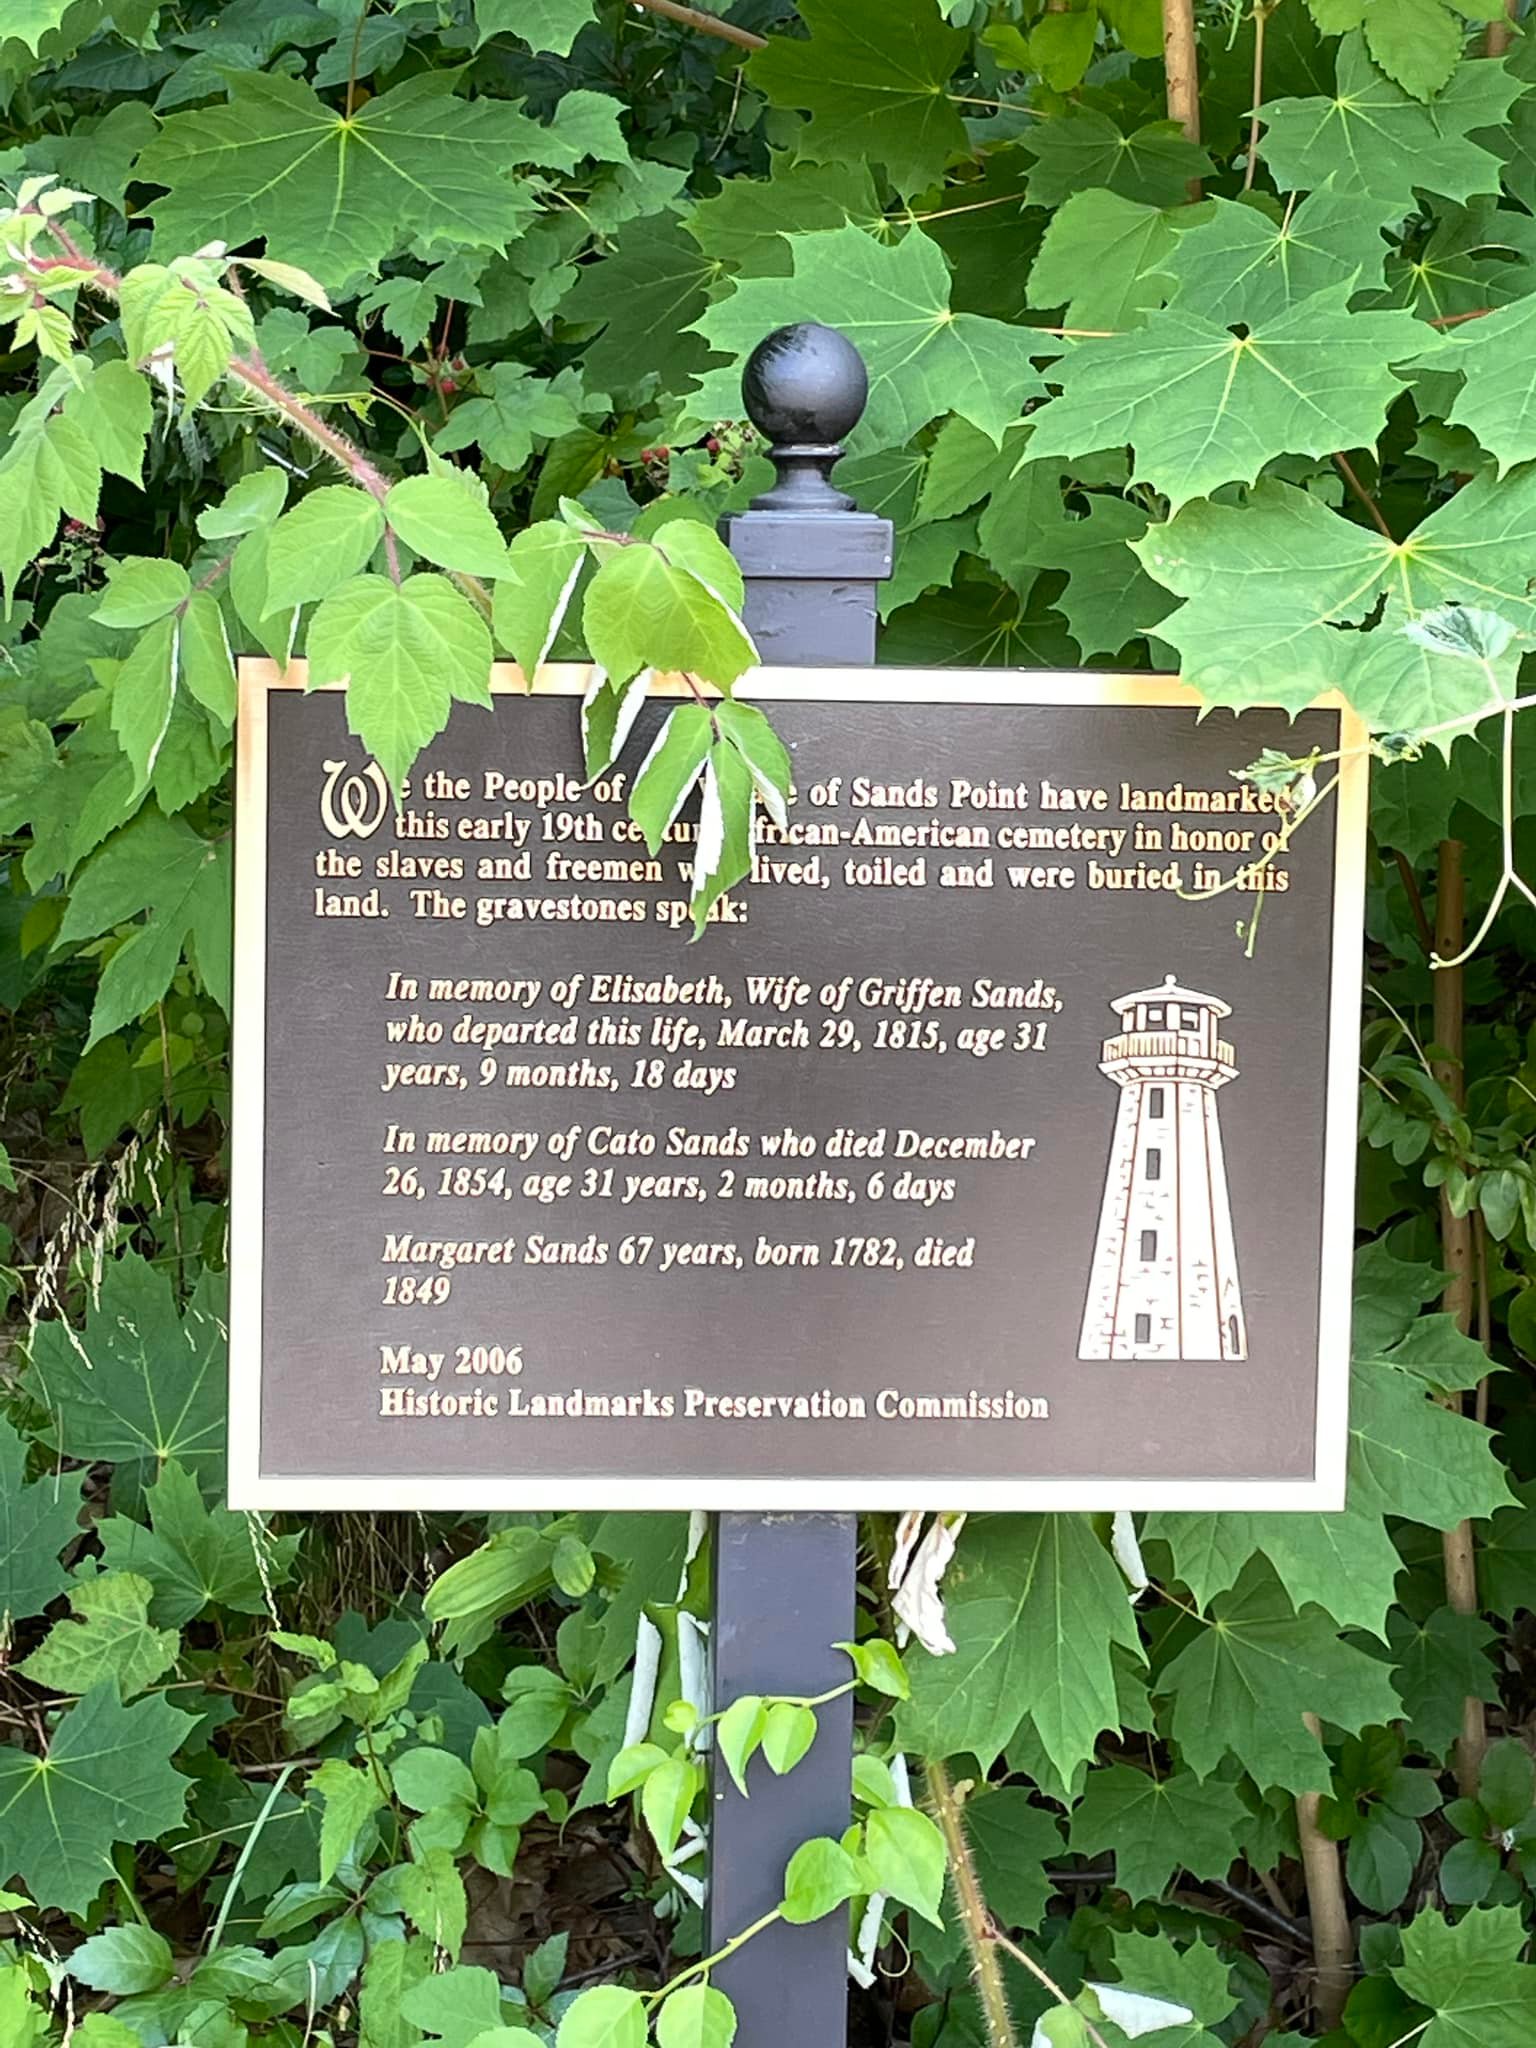 We the People of of Sands Point have landmarked
this early 19th century African-American cemetery in honor of
the slaves and freemen lived, toiled and were buried in this
land. The gravestones speak:
In memory of Elisabeth, Wife of Griffen Sands,
who departed this life, March 29, 1815, age 31
years, 9 months, 18 days
In memory of Cato Sands who died December
26, 1854, age 31 years, 2 months, 6 days
Margaret Sands 67 years, born 1782, died
1849
May 2006
Historic Landmarks Preservation Commission